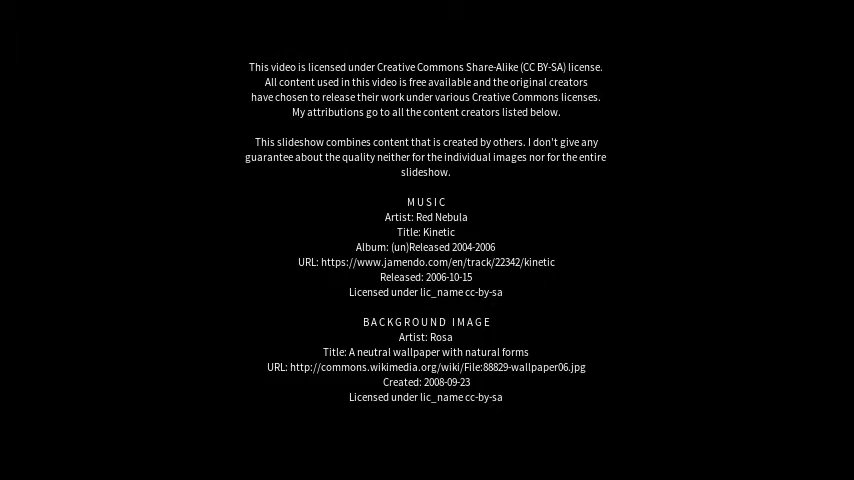 This video is licensed under Creative Commons Share-Alike (CC BY-SA) license.
All content used in this video is free available and the original creators
have chosen to release their work under various Creative Commons licenses.
My attributions go to all the content creators listed below.
This slideshow combines content that is created by others. I don't give any
guarantee about the quality neither for the individual images nor for the entire
slideshow.
MUSIC
Artist: Red Nebula
Title: Kinetic
Album: (un)Released 2004-2006
URL: https://www.jamendo.com/en/track/22342/kinetic
Released: 2006-10-15
Licensed under lic_name cc-by-sa
BACKGROUND IMAGE
Artist: Rosa
Title: A neutral wallpaper with natural forms
URL: http://commons.wikimedia.org/wiki/File:88829-wallpaper06.jpg
Created: 2008-09-23
Licensed under lic_name cc-by-sa